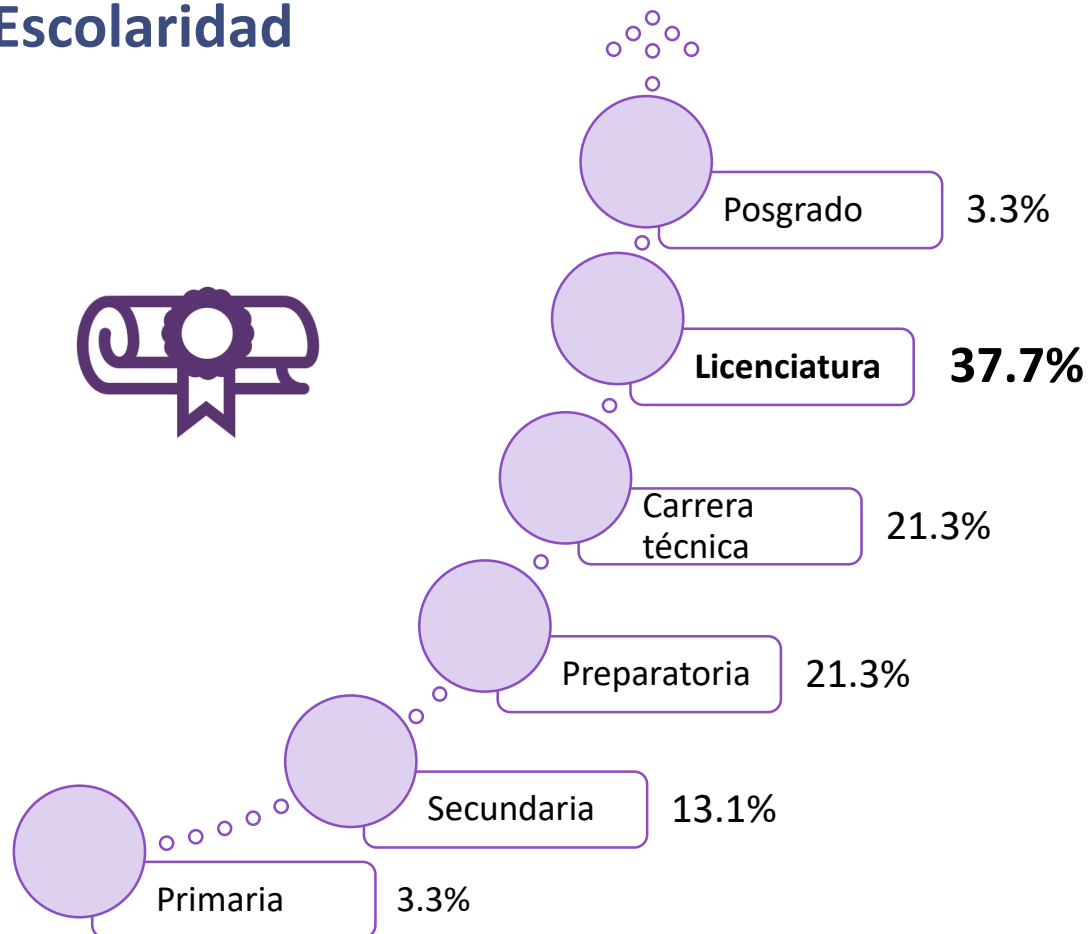 Escolaridad
Posgrado 3.3%
Licenciatura 37.7%
Carrera
técnica 21.3%
Preparatoria 21.3%
Secundaria 13.1%
Primaria 3.3%